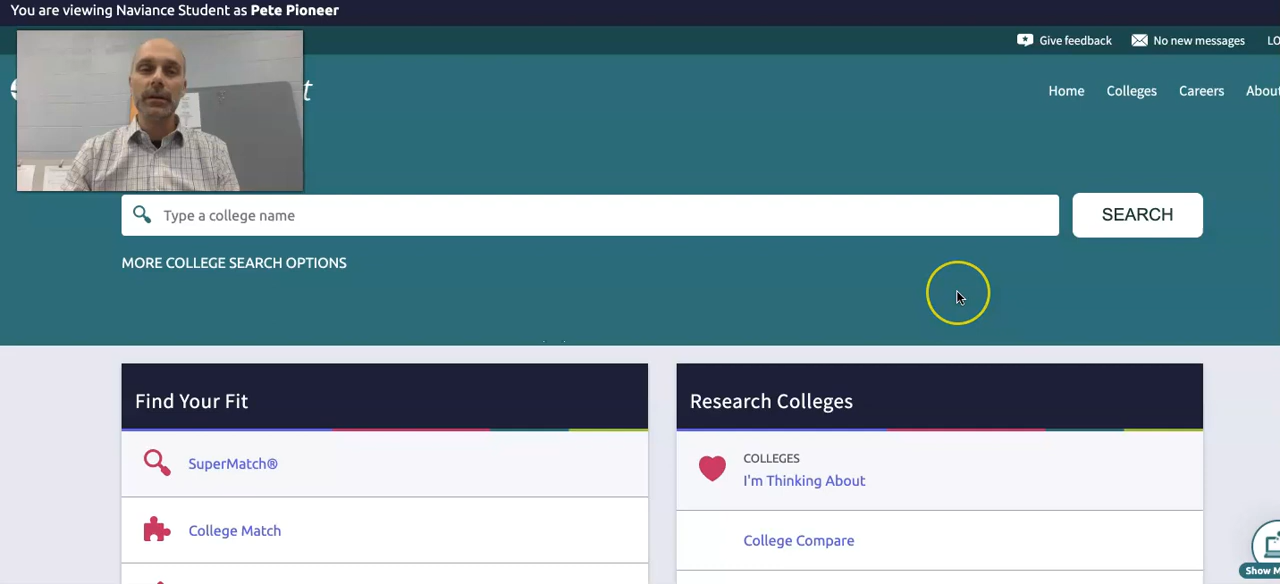 You are viewing Naviance Student as Pete Pioneer
Give feedback
No new messages
Home
Colleges
Careers
Type a college name
SEARCH
MORE COLLEGE SEARCH OPTIONS
Find Your Fit
Research Colleges
SuperMatch®
COLLEGES
I'm Thinking About
College Match
College Compare
Show